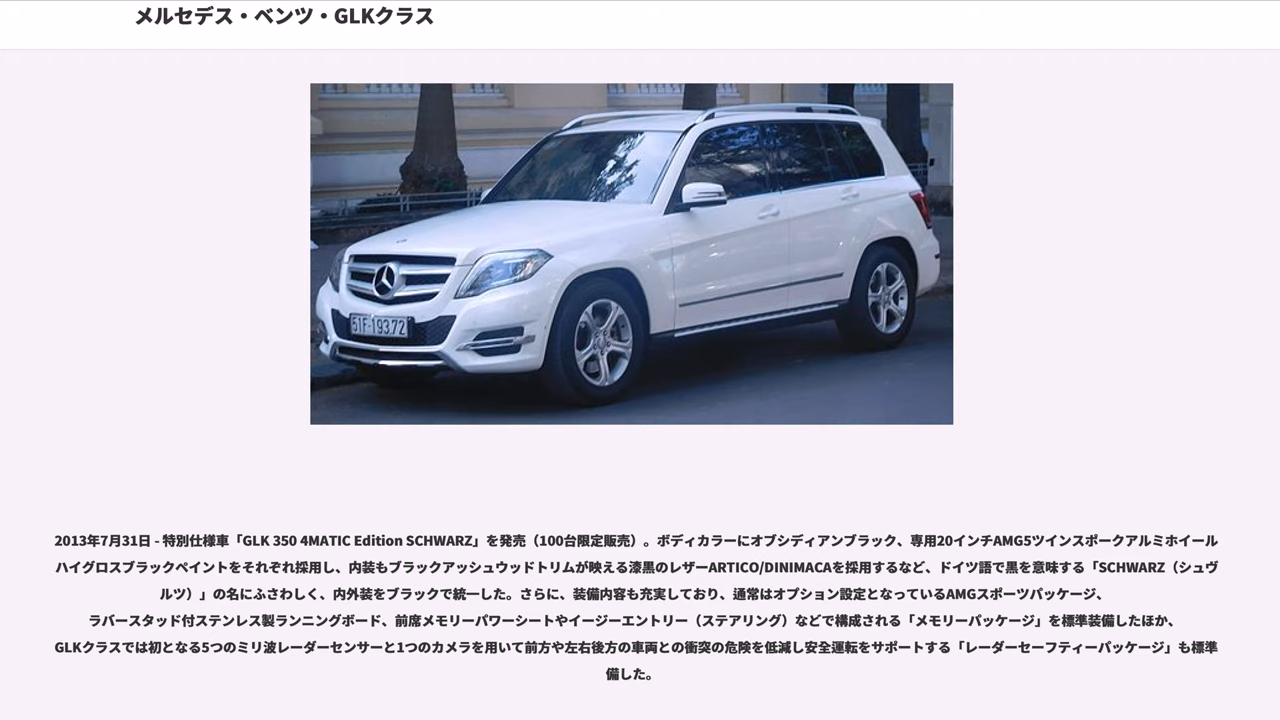 メルセデス・ベンツ・GLKクラス
51F-193.72
2013年7月31日 - 特別仕様車「GLK 350 4MATIC Edition SCHWARZ」を発売（100台限定販売）。ボディカラーにオブシディアンブラック、専用20インチAMG5ツインスポークアルミホイール
ハイグロスブラックペイントをそれぞれ採用し、内装もブラックアッシュウッドトリムが映える漆黒のレザーARTICO/DINIMACAを採用するなど、ドイツ語で黒を意味する「SCHWARZ（シュヴ
ルツ）」の名にふさわしく、内外装をブラックで統一した。さらに、装備内容も充実しており、通常はオプション設定となっているAMGスポーツパッケージ、
ラバースタッド付ステンレス製ランニングボード、前席メモリーパワーシートやイージーエントリー（ステアリング）などで構成される「メモリーパッケージ」を標準装備したほか、
GLKクラスでは初となる5つのミリ波レーダーセンサーと1つのカメラを用いて前方や左右後方の車両との衝突の危険を低減し安全運転をサポートする「レーダーセーフティーパッケージ」も標準
備した。